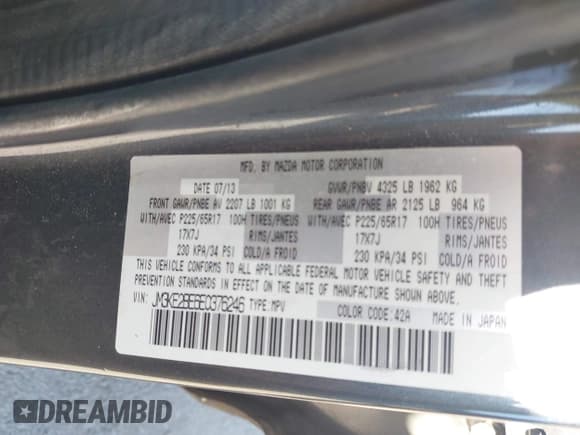 MFD. BY MAZDA MOTOR CORPORATION
DATE 07/13 GVWR/PNBV 4325 LB 1962 KG
FRONT GAWR/PNBE AV 2207 LB 1001 KG REAR GAWR/PNBE AR 2125 LB 964 KG
WITH/AVEC P225/65R17 100H TIRES/PNEUS WITH/AVEC P225/65R17 100H TIRES/PNEUS
17X7J RIMS/JANTES 17X7J RIMS/JANTES
230 KPA/34 PSI COLD/A FROID 230 KPA/34 PSI COLD/A FROID
THIS VEHICLE CONFORMS TO ALL APPLICABLE FEDERAL MOTOR VEHICLE SAFETY AND THEFT
PREVENTION STANDARDS IN EFFECT ON THE DATE OF MANUFACTURE SHOWN ABOVE.
VIN: JM3KE2BE6E0376246 TYPE:MPV COLOR CODE:42A MADE IN JAPAN
DREAMBID